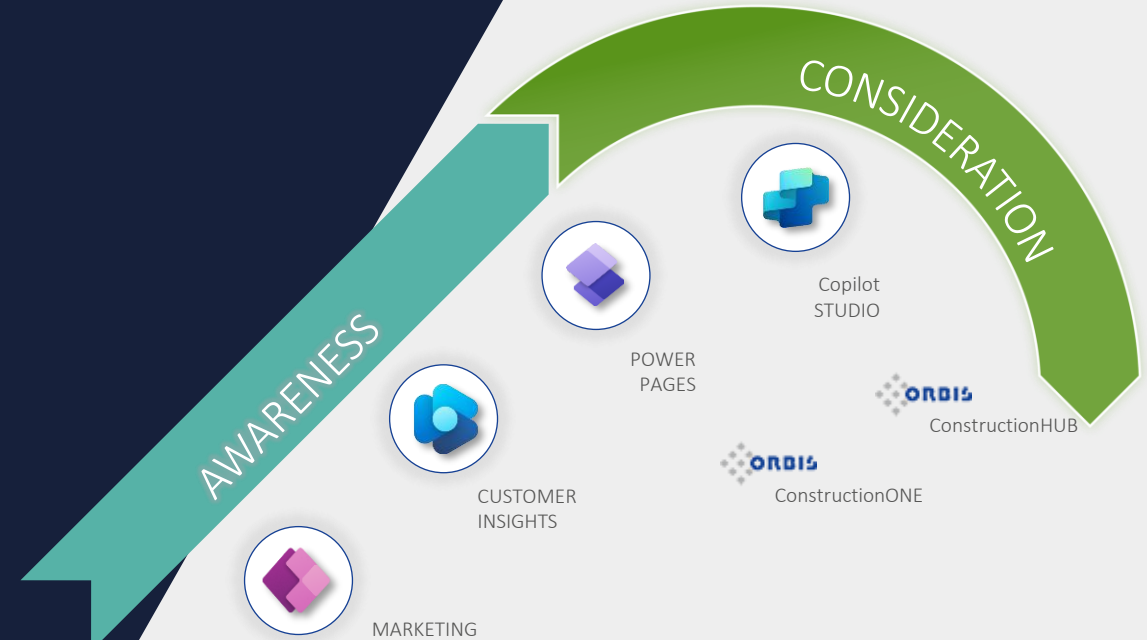 CONSIDERATION
AWARENESS
Copilot
STUDIO
POWER
PAGES
ORBIS
ConstructionHUB
ORBIS
ConstructionONE
CUSTOMER
INSIGHTS
MARKETING